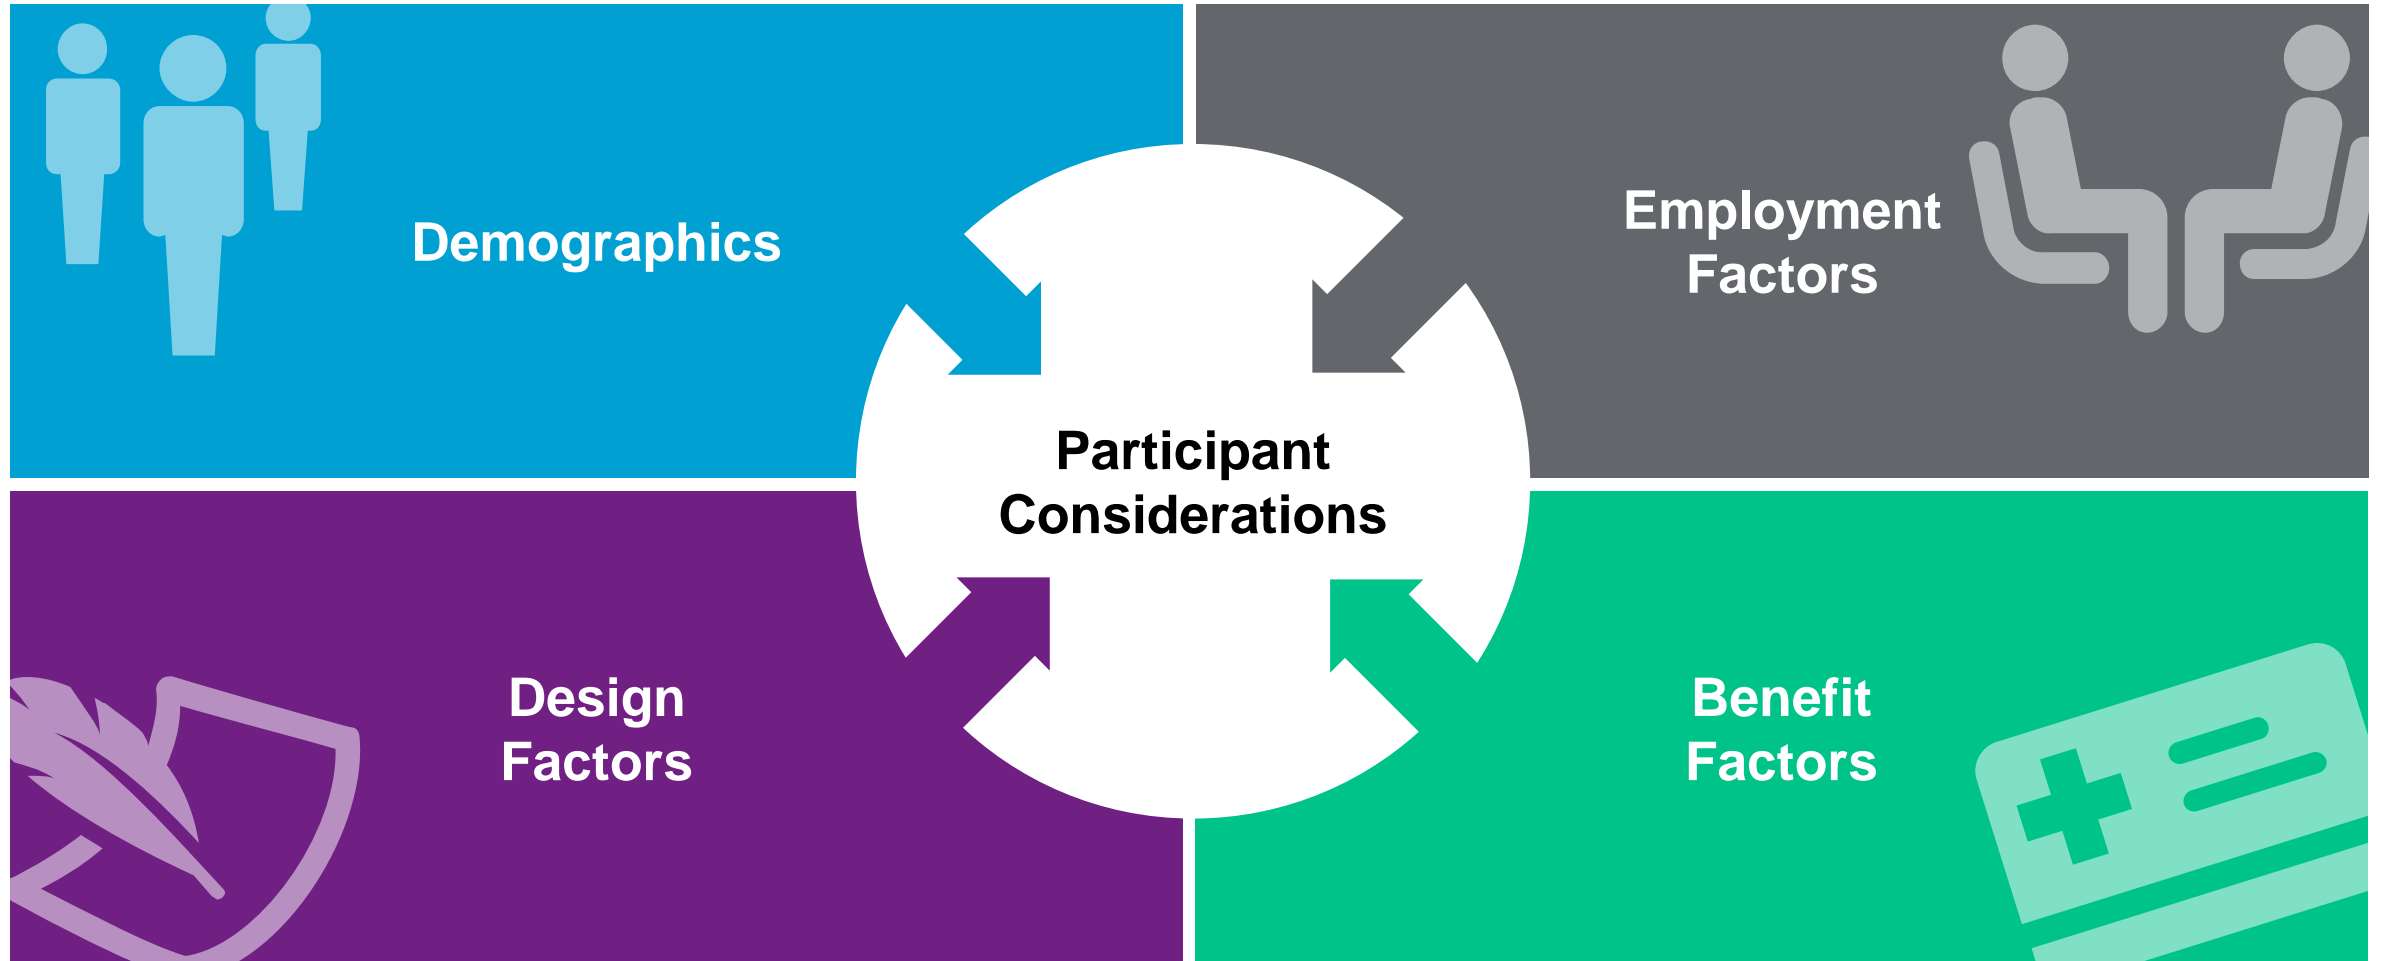 Demographics
Employment
Factors
Participant
Considerations
Design
Factors
Benefit
Factors